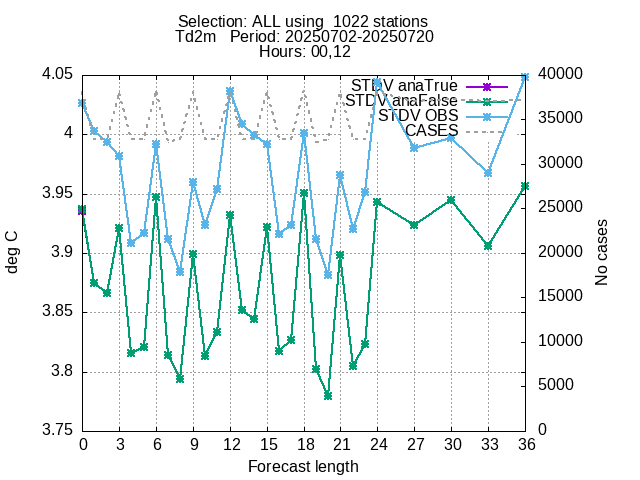 Selection: ALL using  1022 stations
Td2m   Period: 20250702-20250720
Hours: 00,12
4.05
4
3.95
3.9
3.85
3.8
3.75
deg C
STDV anaTrue
STDV anaFalse
STDV OBS
CASES
40000
35000
30000
25000
20000
15000
10000
5000
0
No cases
0 3 6 9 12 15 18 21 24 27 30 33 36
Forecast length